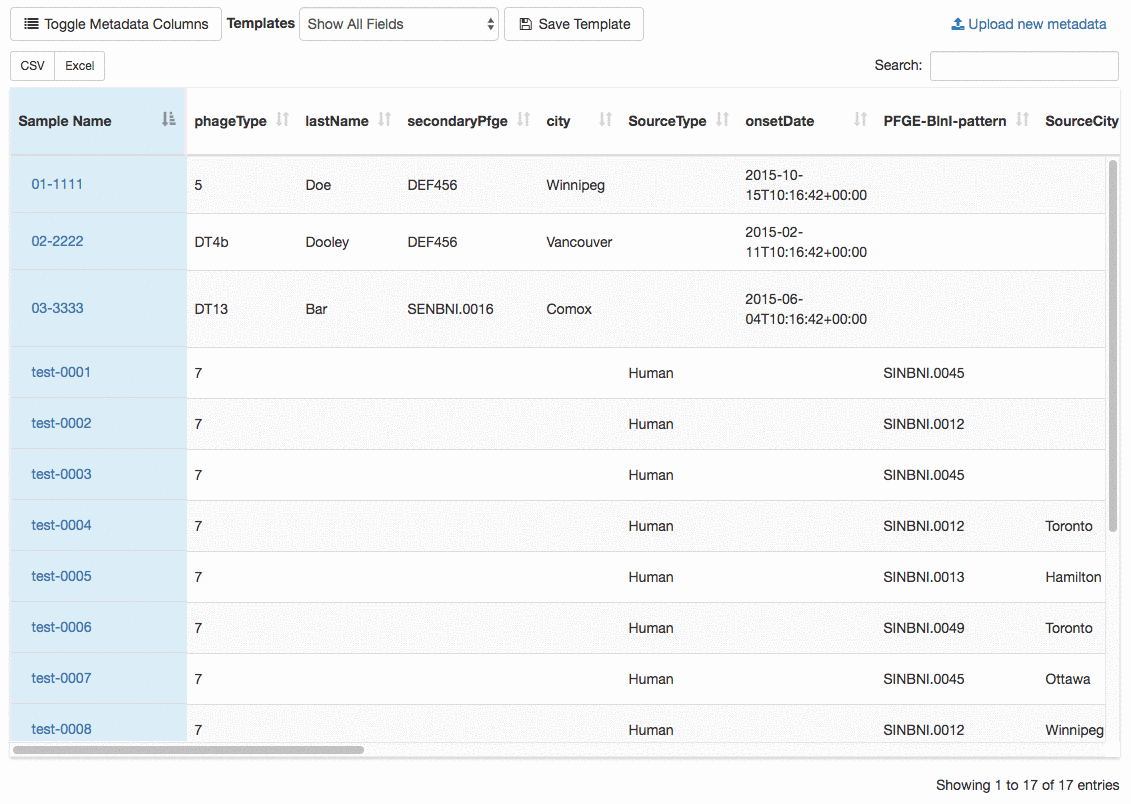 Toggle Metadata Columns Templates Show All Fields Save Template Upload new metadata
CSV Excel Search:
Sample Name phageType lastName secondaryPfge city SourceType onsetDate PFGE-BlnI-pattern SourceCity
01-1111 5 Doe DEF456 Winnipeg 2015-10-
15T10:16:42+00:00
02-2222 DT4b Dooley DEF456 Vancouver 2015-02-
11T10:16:42+00:00
03-3333 DT13 Bar SENBNI.0016 Comox 2015-06-
04T10:16:42+00:00
test-0001 7 Human SINBNI.0045
test-0002 7 Human SINBNI.0012
test-0003 7 Human SINBNI.0045
test-0004 7 Human SINBNI.0012 Toronto
test-0005 7 Human SINBNI.0013 Hamilton
test-0006 7 Human SINBNI.0049 Toronto
test-0007 7 Human SINBNI.0045 Ottawa
test-0008 7 Human SINBNI.0012 Winnipeg
Showing 1 to 17 of 17 entries